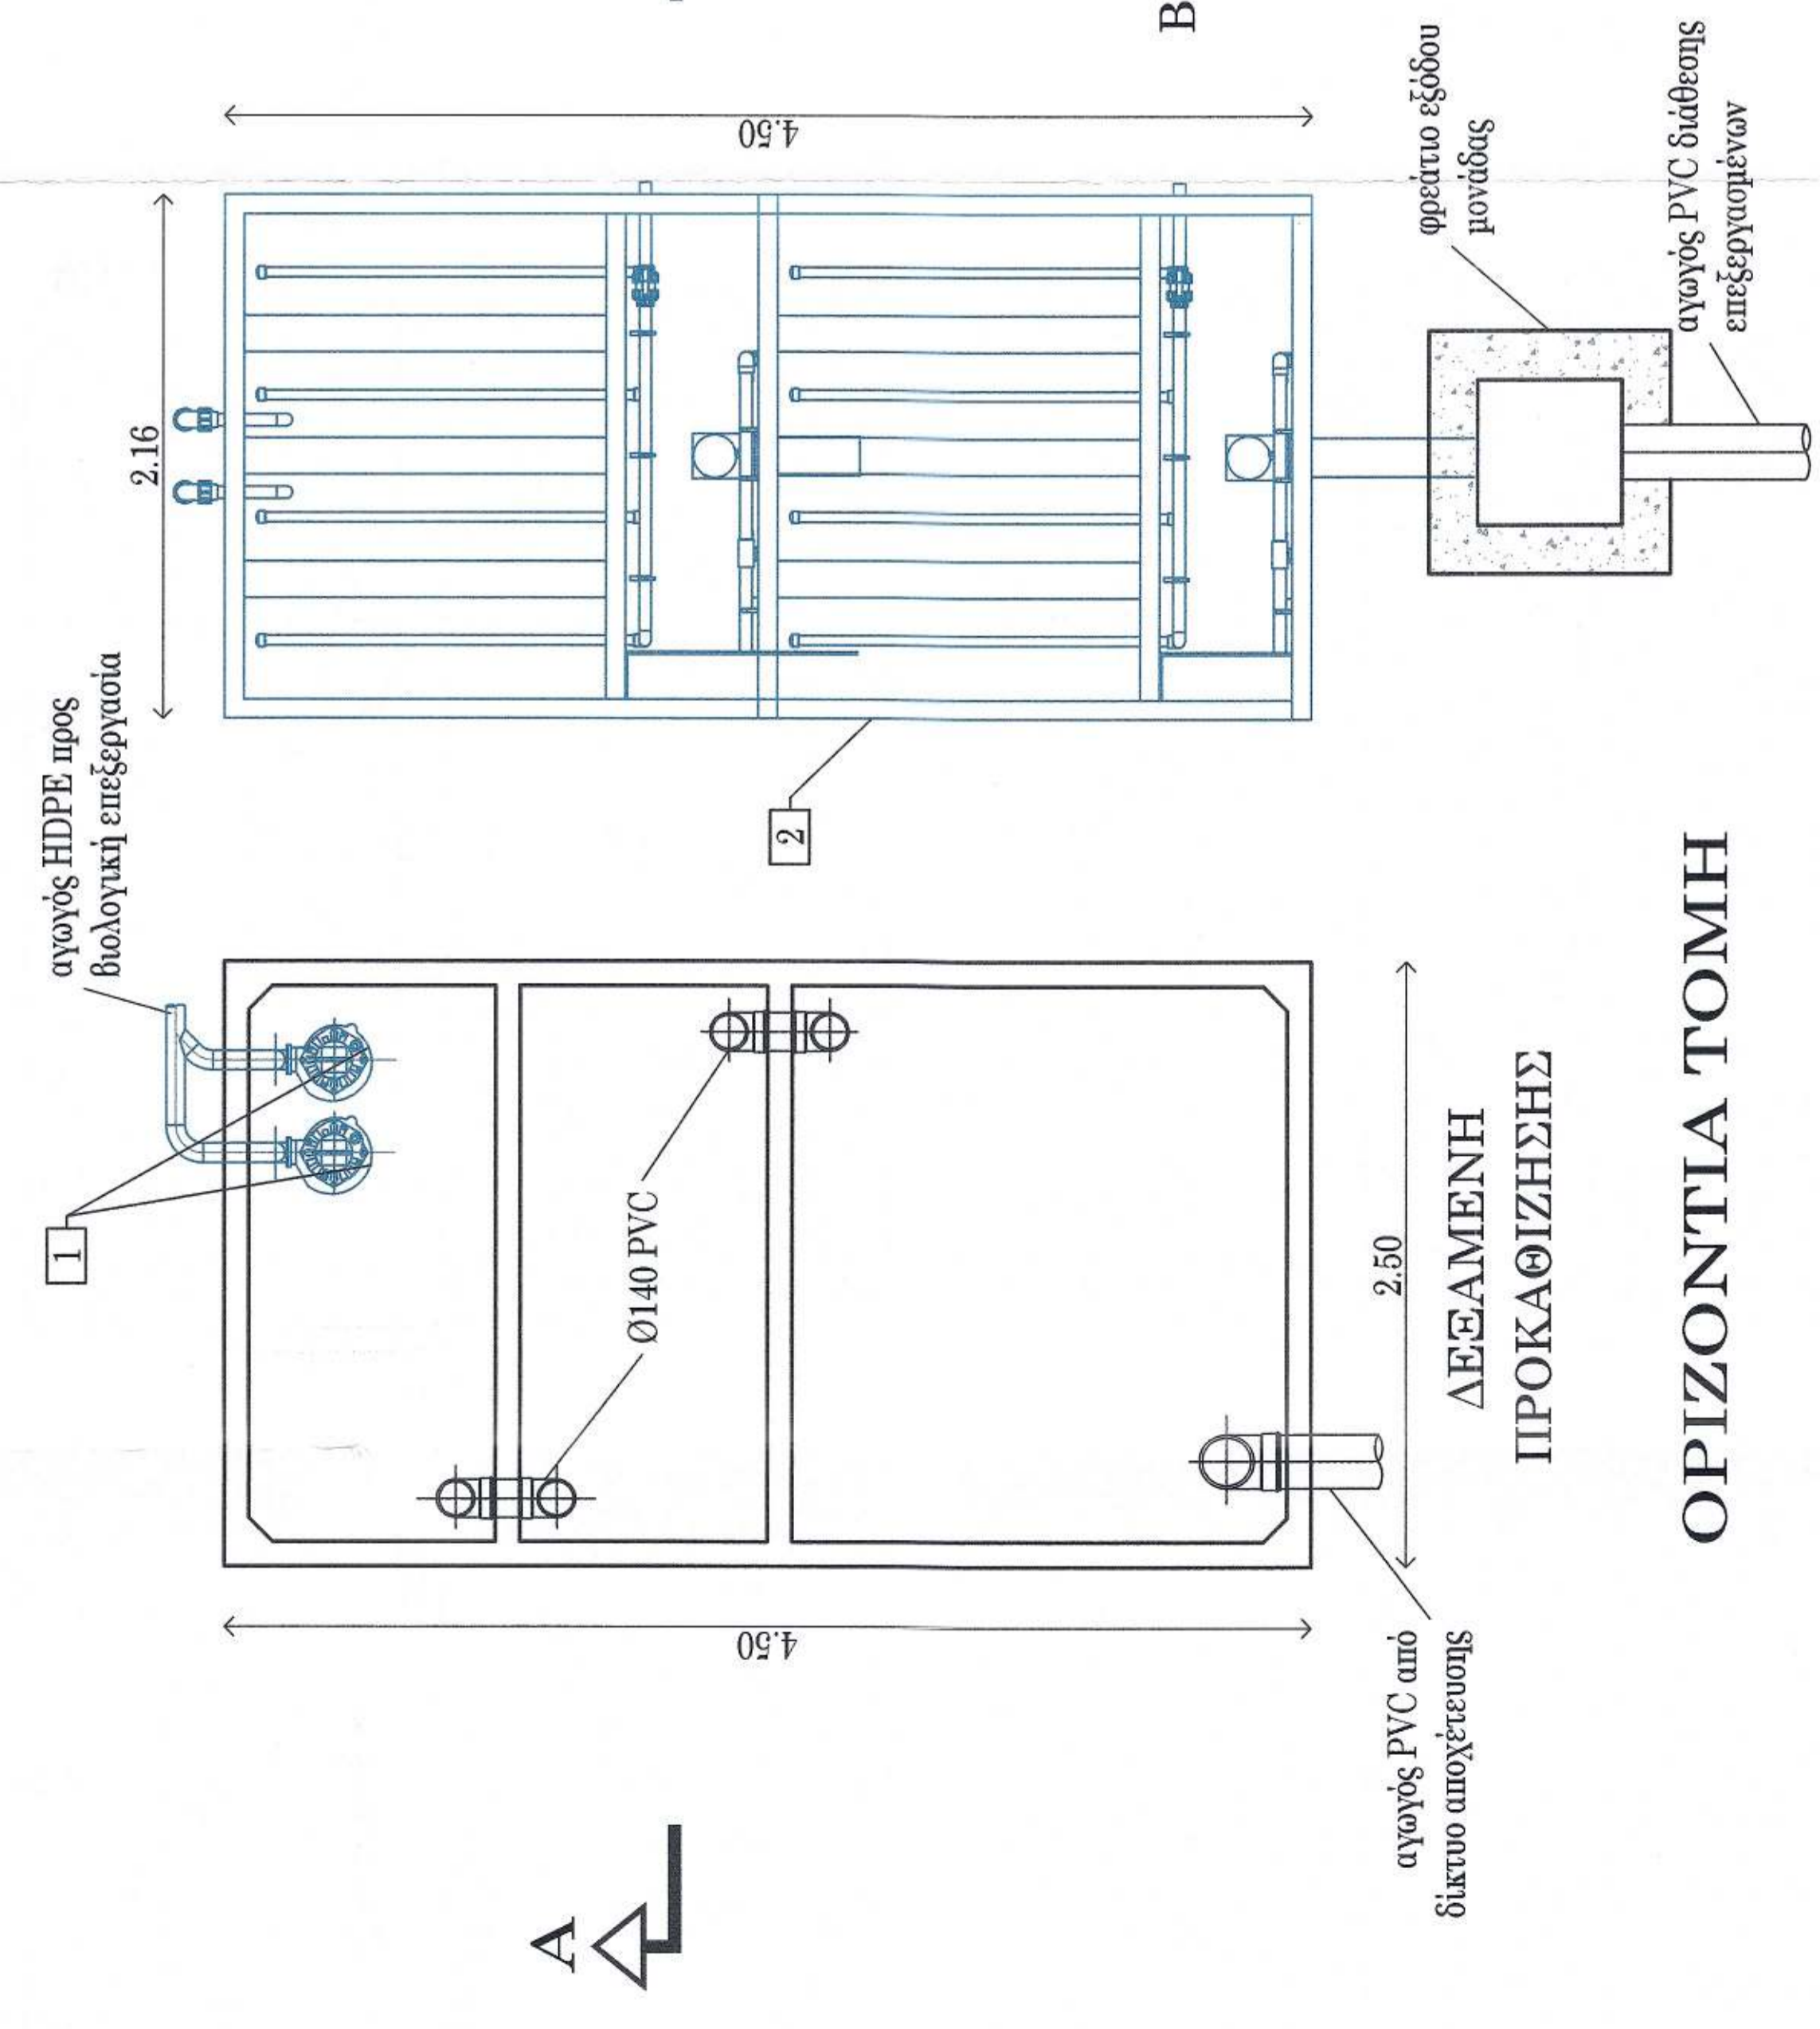 A
4.50
αγωγός PVC από
δίκτυο αποχέτευσης
1
Ø140 PVC
2.50
ΔΕΞΑΜΕΝΗ
ΠΡΟΚΑΘΙΖΗΣΗΣ
ΟΡΙΖΟΝΤΙΑ ΤΟΜΗ
αγωγός HDPE προς
βιολογική επεξεργασία
2
2.16
4.50
φρεάτιο εξόδου
μονάδας
αγωγός PVC διάθεσης
επεξεργασμένων
B